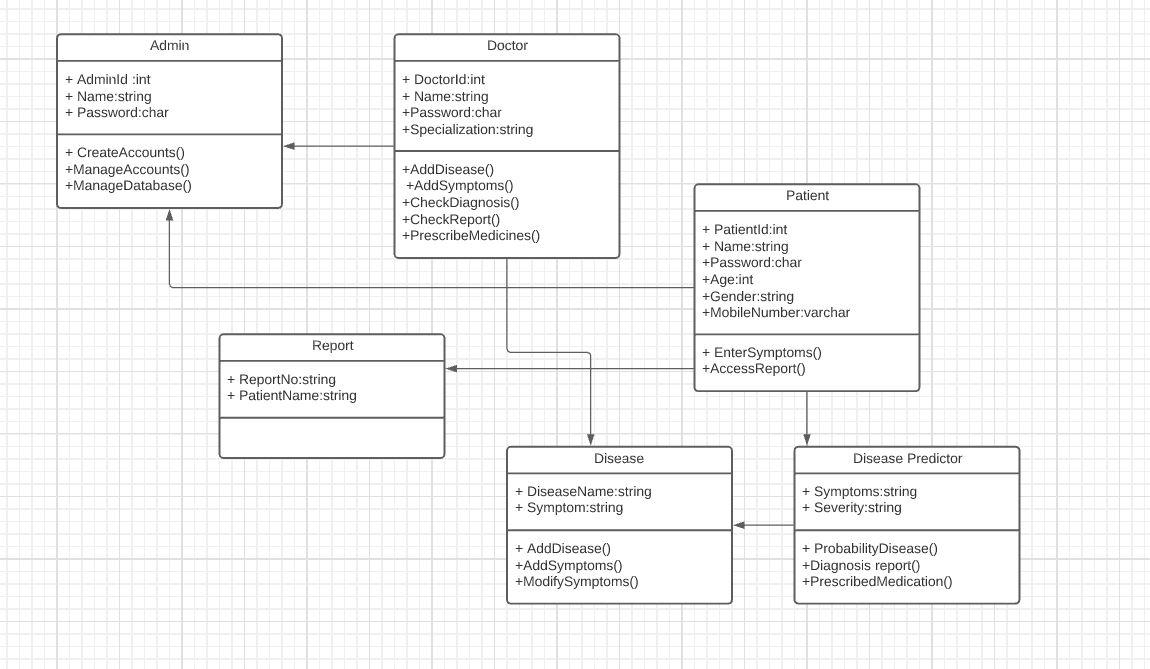 Admin
+ AdminId :int
+ Name:string
+ Password:char
+ CreateAccounts()
+ManageAccounts()
+ManageDatabase()
Doctor
+ DoctorId:int
+ Name:string
+Password:char
+Specialization:string
+AddDisease()
+AddSymptoms()
+CheckDiagnosis()
+CheckReport()
+PrescribeMedicines()
Patient
+ PatientId:int
+ Name:string
+Password:char
+Age:int
+Gender:string
+MobileNumber:varchar
+ EnterSymptoms()
+AccessReport()
Report
+ ReportNo:string
+ PatientName:string
Disease
+ DiseaseName:string
+ Symptom:string
+ AddDisease()
+AddSymptoms()
+ModifySymptoms()
Disease Predictor
+ Symptoms:string
+ Severity:string
+ ProbabilityDisease()
+Diagnosis report()
+PrescribedMedication()